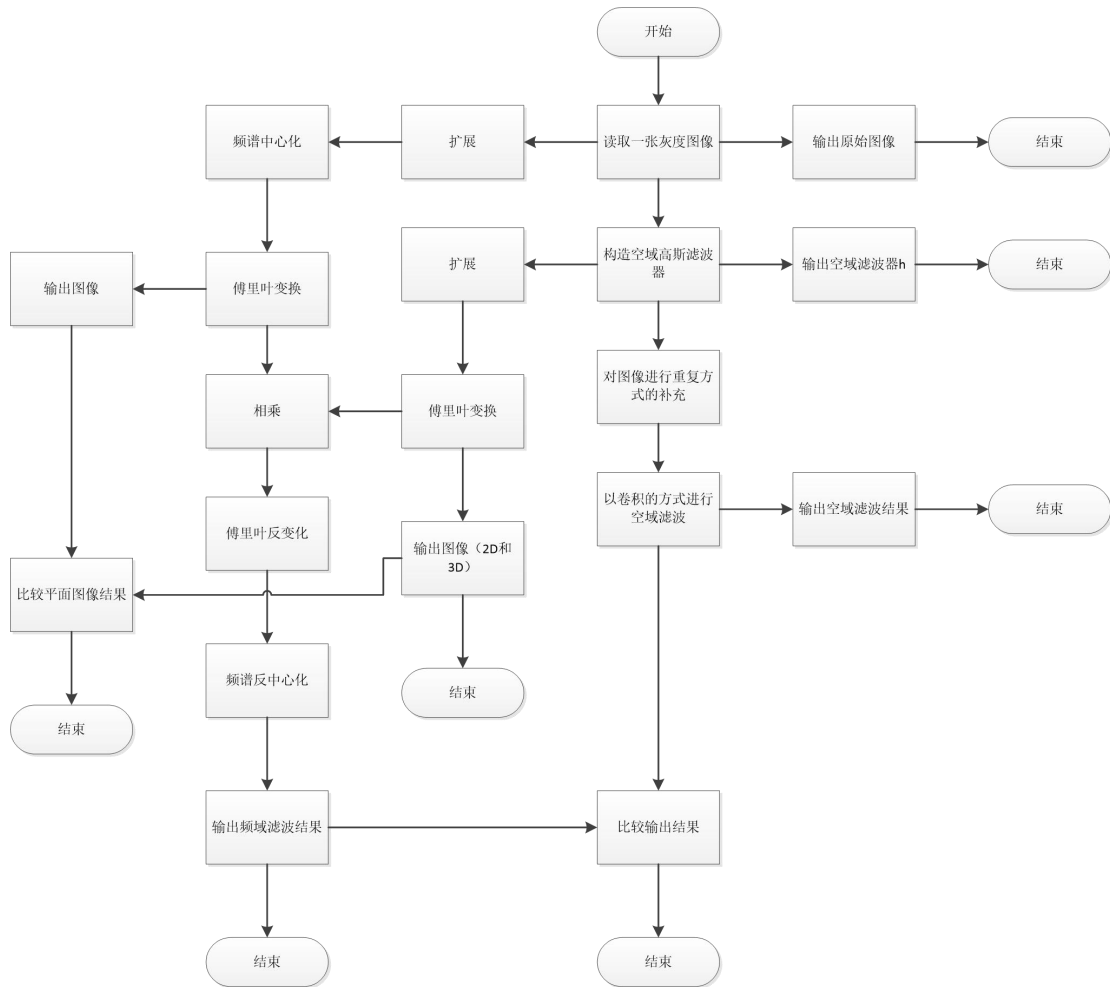 开始
频谱中心化
扩展
读取一张灰度图像
输出原始图像
结束
输出图像
傅里叶变换
扩展
构造空域高斯滤波
器
输出空域滤波器h
结束
相乘
傅里叶变换
对图像进行重复方
式的补充
傅里叶反变化
输出图像（2D和
3D）
以卷积的方式进行
空域滤波
输出空域滤波结果
结束
比较平面图像结果
频谱反中心化
结束
结束
输出频域滤波结果
比较输出结果
结束
结束